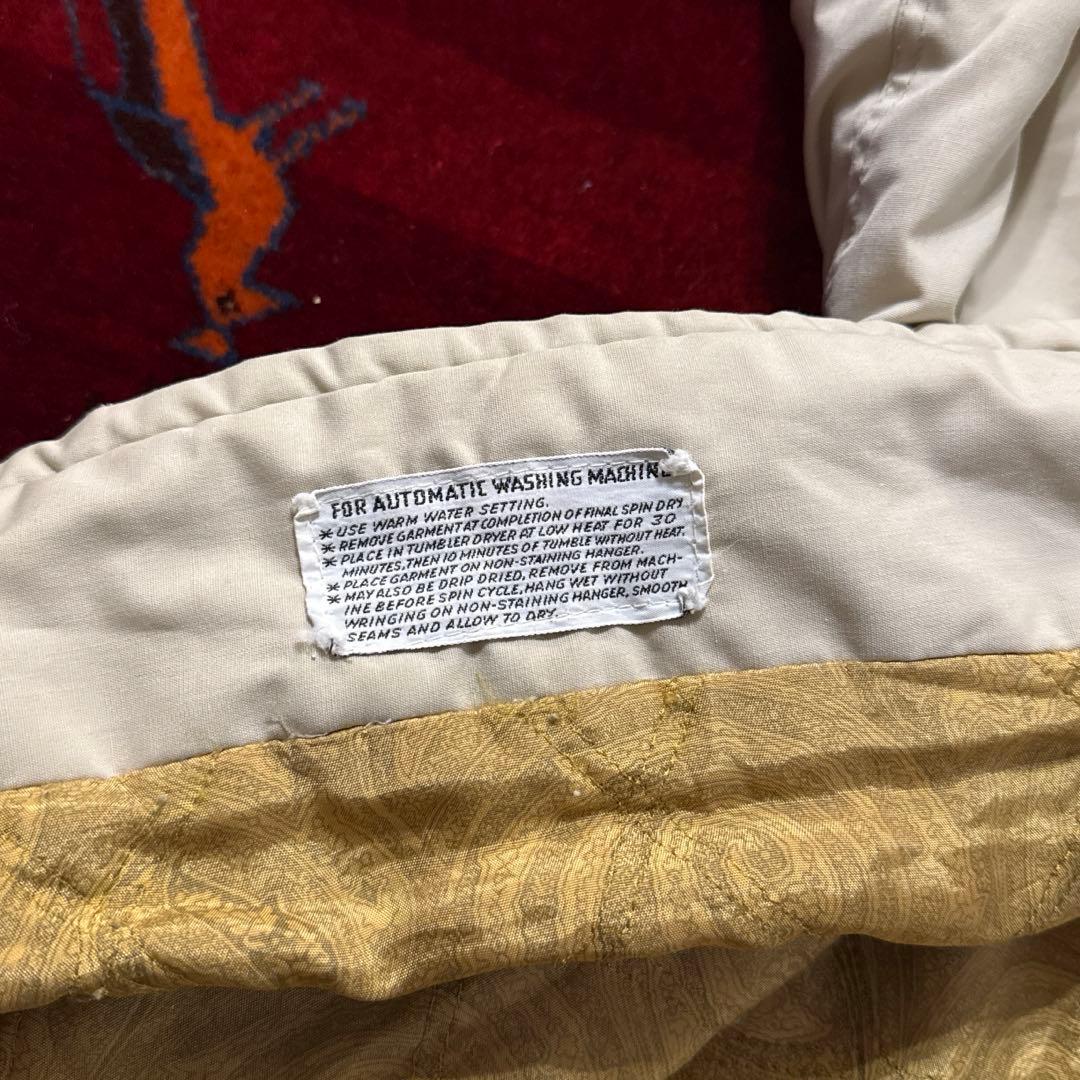 FOR AUTOMATIC WASHING MACHINE
* USE WARM WATER SETTING.
* REMOVE GARMENT AT COMPLETION OF FINAL SPIN DRY
* PLACE IN TUMBLER DRYER AT LOW HEAT FOR 30
MINUTES, THEN 10 MINUTES OF TUMBLE WITHOUT HEAT.
* PLACE GARMENT ON NON-STAINING HANGER.
* MAY ALSO BE DRIP DRIED, REMOVE FROM MACH-
INE BEFORE SPIN CYCLE, HANG WET WITHOUT
WRINGING ON NON-STAINING HANGER, SMOOTH
SEAMS AND ALLOW TO DRY.